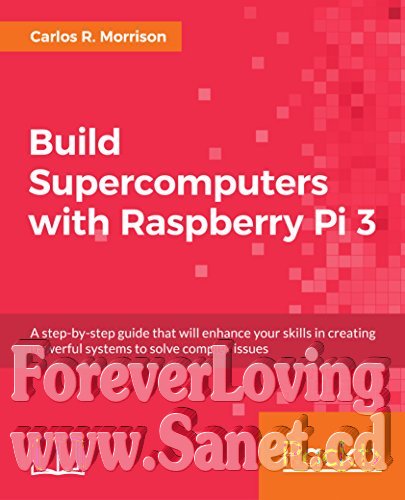 Carlos R. Morrison
Build
Supercomputers
with Raspberry Pi 3
A step-by-step guide that will enhance your skills in creating
to solve issues
ForeverLoving
www.Sanet.cd
Packt>